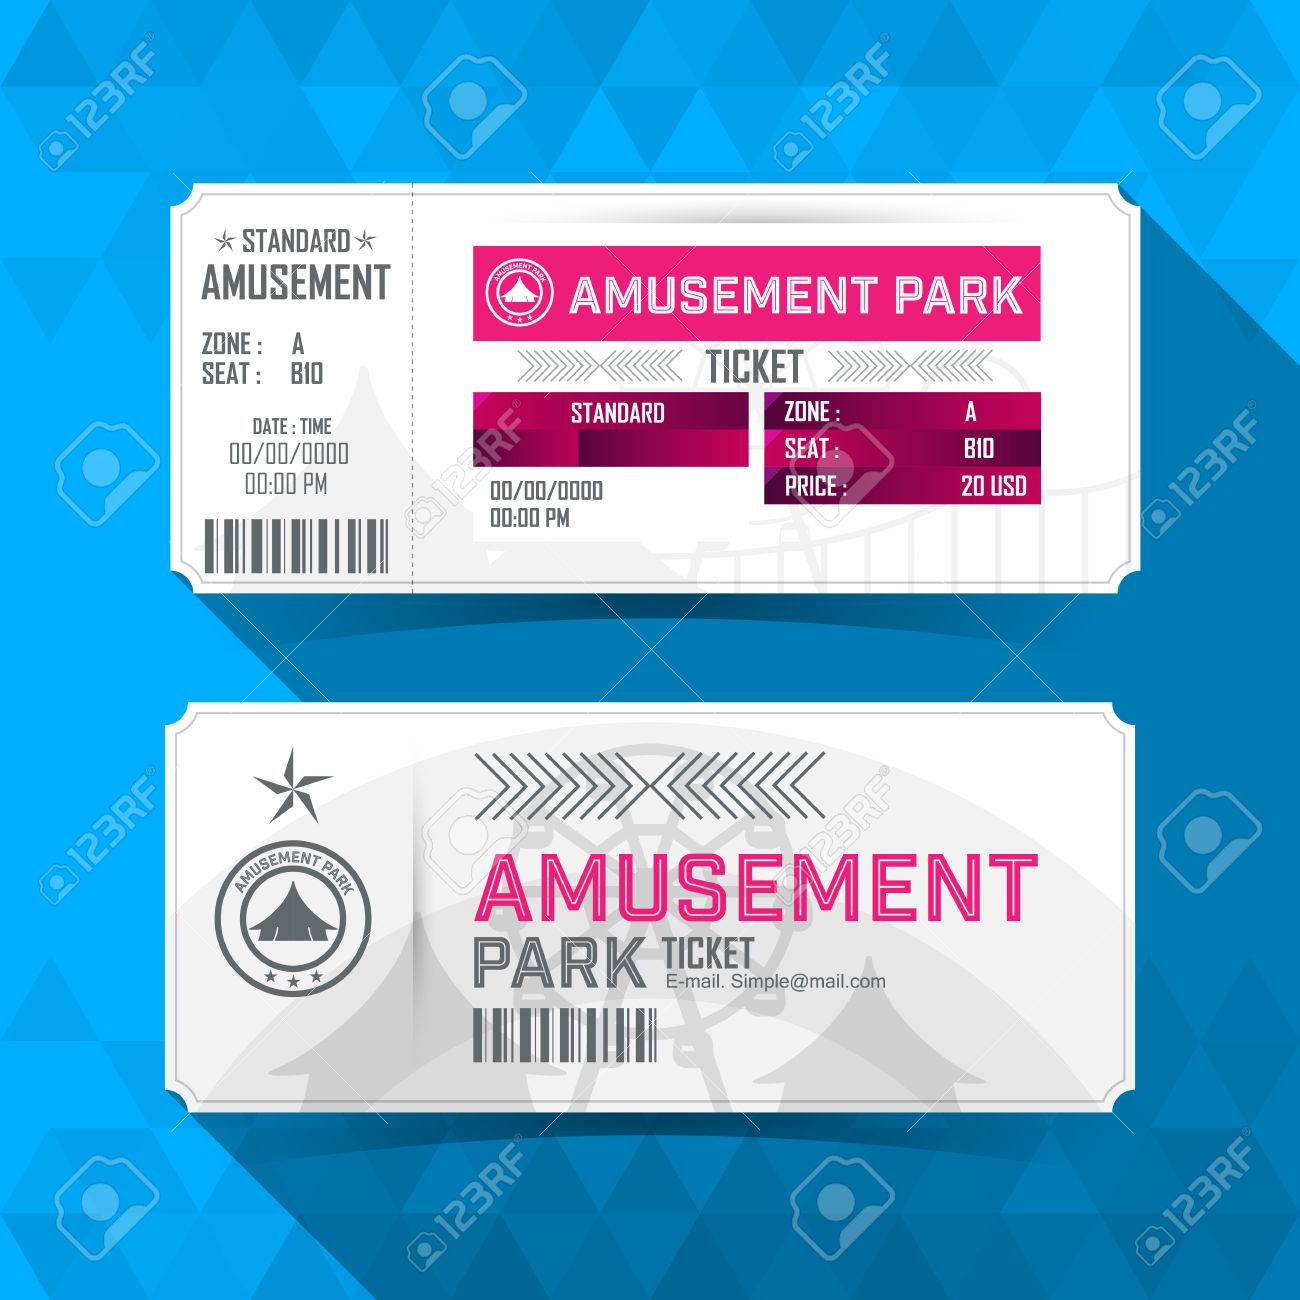 STANDARD
AMUSEMENT
ZONE : A
SEAT : B10
DATE : TIME
00/00/0000
00:00 PM
AMUSEMENT PARK
AMUSEMENT PARK
TICKET
STANDARD
ZONE : A
SEAT : B10
PRICE : 20 USD
00/00/0000
00:00 PM
AMUSEMENT PARK
AMUSEMENT
PARK TICKET
E-mail. Simple@mail.com
123RF
123RF
123RF
123RF
123RF
123RF
123RF
123RF
123RF
123RF
123RF
123RF